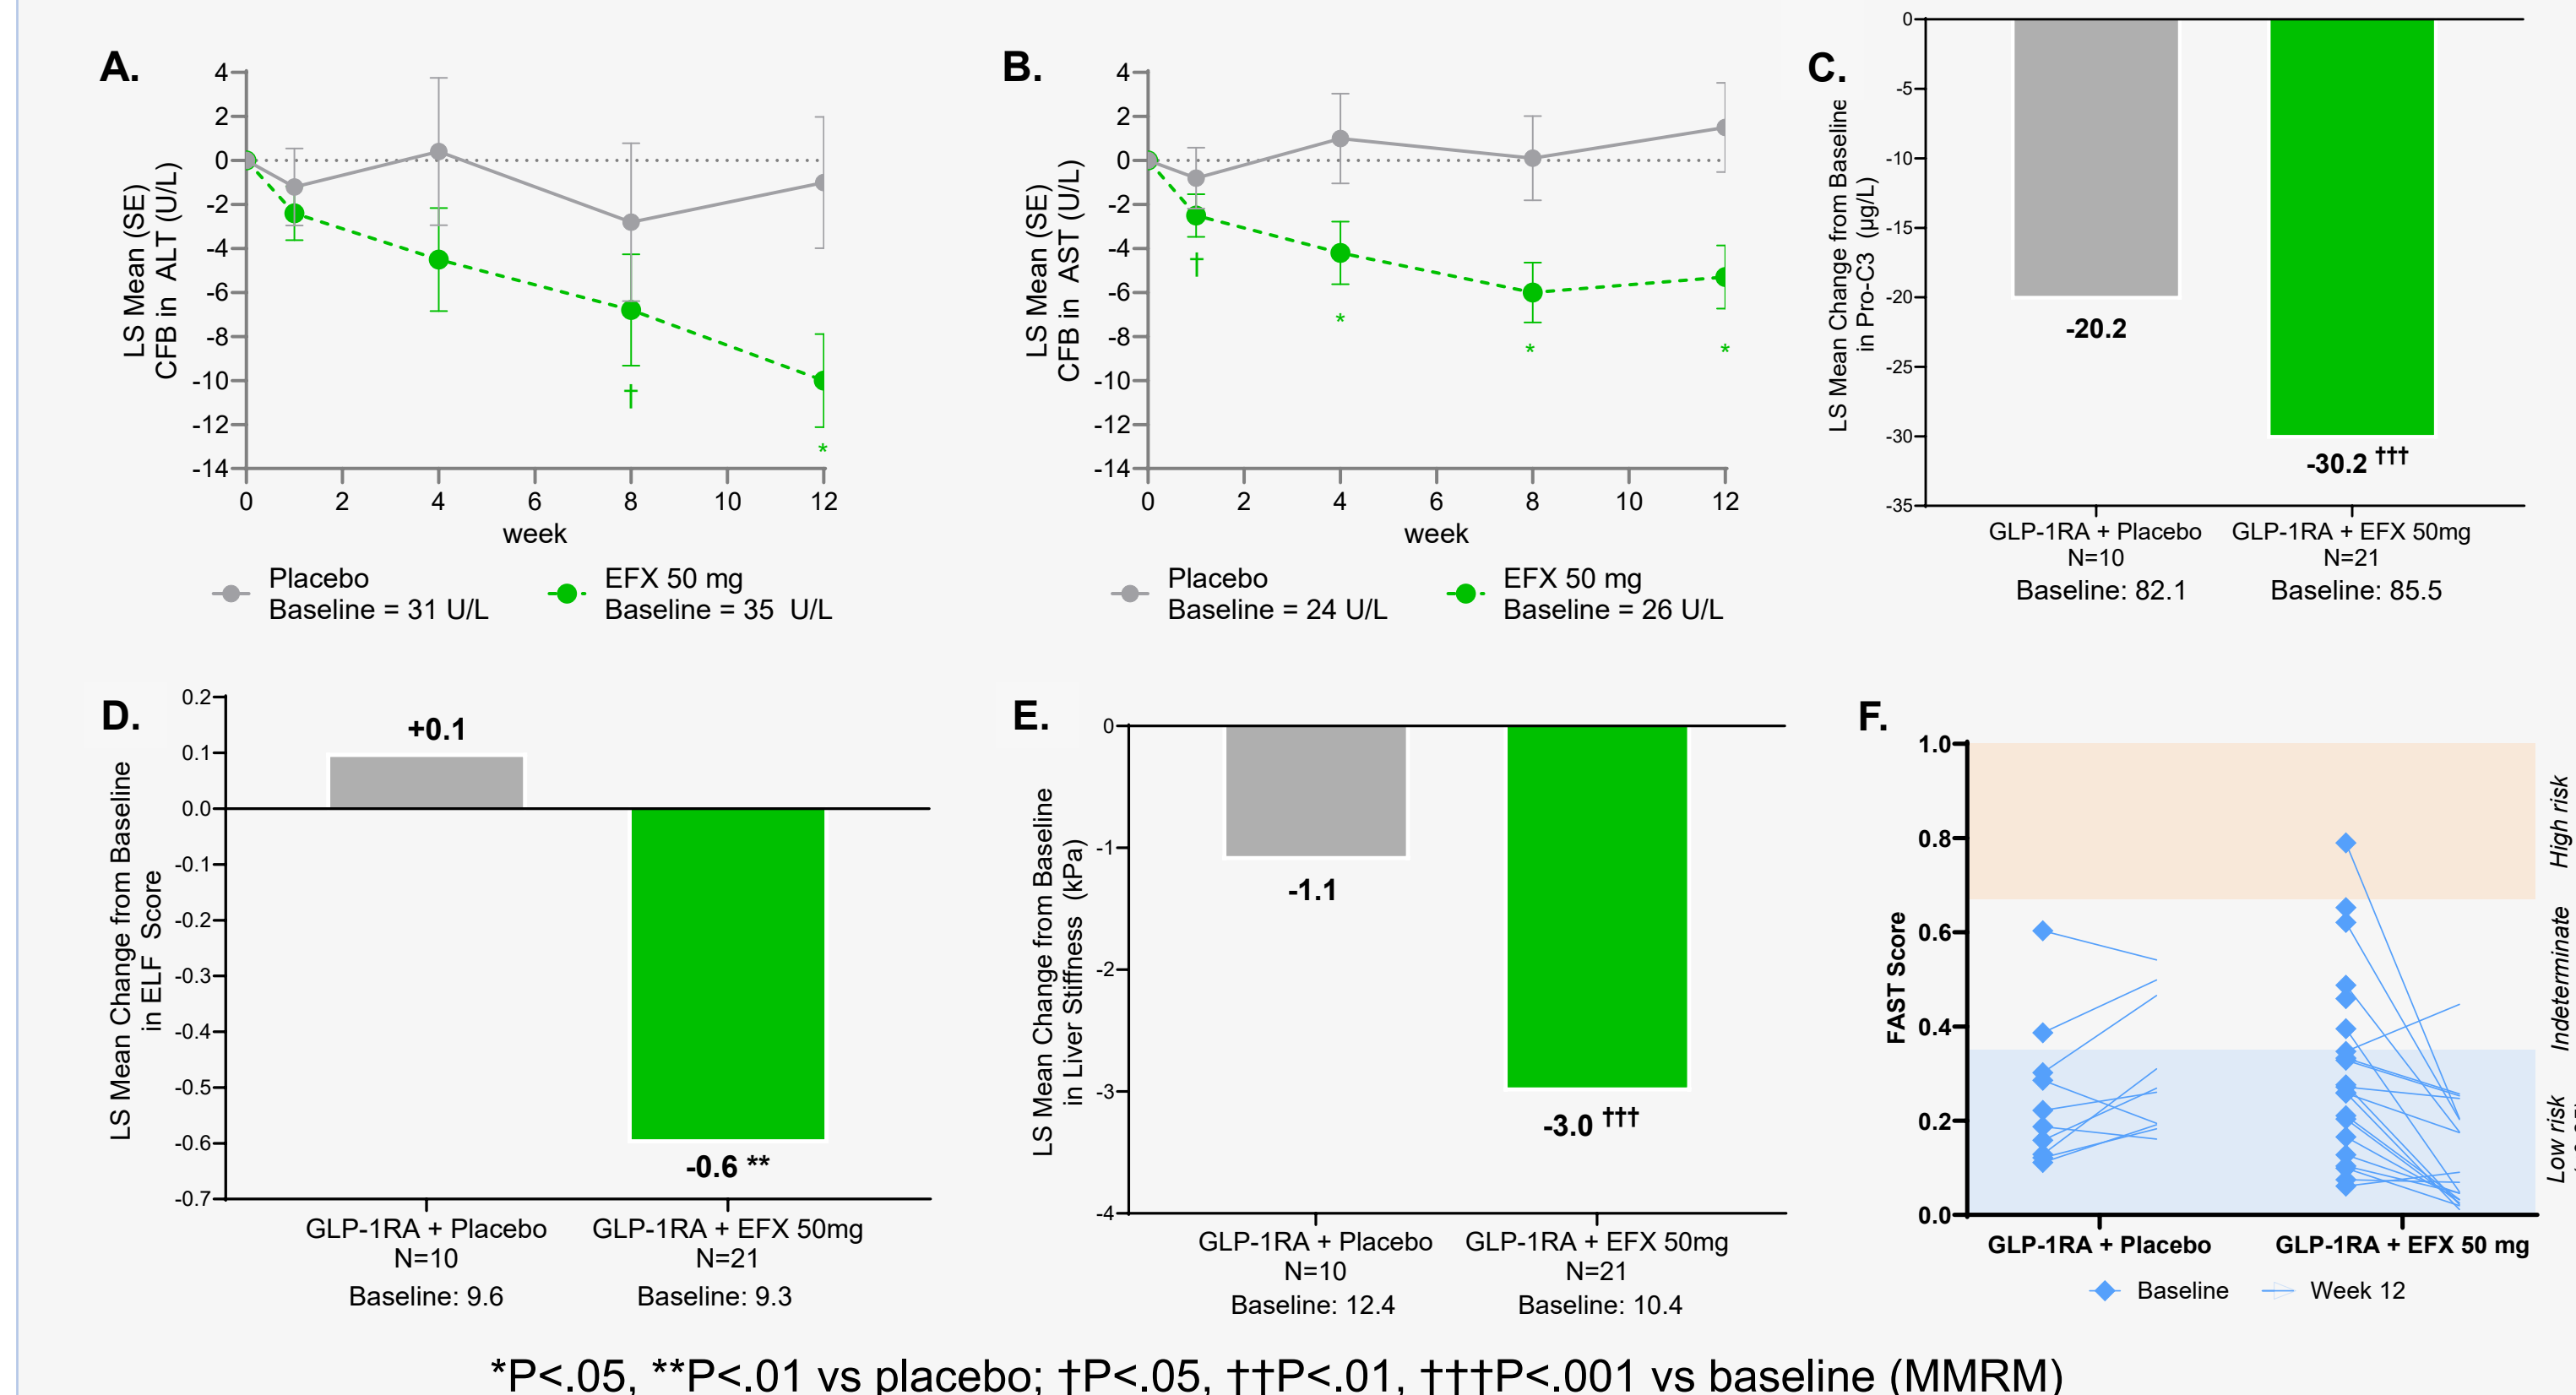 A.
4
2
0
-2
-4
-6
-8
-10
-12
-14
LS Mean (SE)
CFB in ALT (U/L)
†
*
0 2 4 6 8 10 12
week
Placebo
Baseline = 31 U/L
EFX 50 mg
Baseline = 35 U/L
B.
4
2
0
-2
-4
-6
-8
-10
-12
-14
LS Mean (SE)
CFB in AST (U/L)
†
*
*
*
0 2 4 6 8 10 12
week
Placebo
Baseline = 24 U/L
EFX 50 mg
Baseline = 26 U/L
C.
0
-5
-10
-15
-20
-25
-30
-35
LS Mean Change from Baseline
in Pro-C3 (µg/L)
-20.2
-30.2 †††
GLP-1RA + Placebo
N=10
Baseline: 82.1
GLP-1RA + EFX 50mg
N=21
Baseline: 85.5
D.
0.2
0.1
0.0
-0.1
-0.2
-0.3
-0.4
-0.5
-0.6
-0.7
LS Mean Change from Baseline
in ELF Score
+0.1
-0.6 **
GLP-1RA + Placebo
N=10
Baseline: 9.6
GLP-1RA + EFX 50mg
N=21
Baseline: 9.3
E.
0
-1
-2
-3
-4
LS Mean Change from Baseline
in Liver Stiffness (kPa)
-1.1
-3.0 †††
GLP-1RA + Placebo
N=10
Baseline: 12.4
GLP-1RA + EFX 50mg
N=21
Baseline: 10.4
F.
1.0
0.8
0.6
0.4
0.2
0.0
FAST Score
High risk
Indeterminate
Low risk
GLP-1RA + Placebo
GLP-1RA + EFX 50 mg
Baseline
Week 12
*P<.05, **P<.01 vs placebo; †P<.05, ††P<.01, †††P<.001 vs baseline (MMRM)